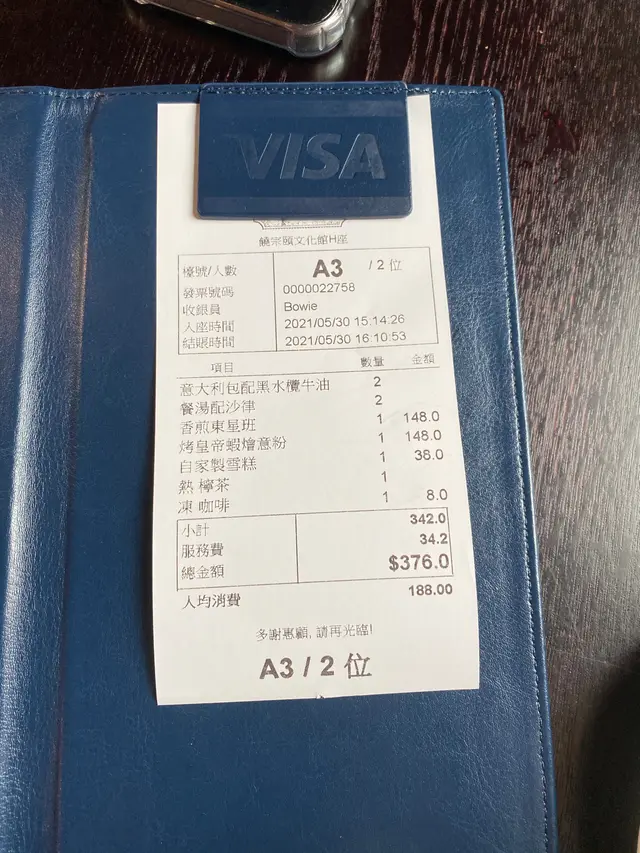 VISA
饒宗頤文化館H座
檯號/人數 A3 / 2 位
發票號碼 0000022758
收銀員 Bowie
入座時間 2021/05/30 15:14:26
結賬時間 2021/05/30 16:10:53
項目 數量 金額
意大利包配黑水欖牛油 2
餐湯配沙律 2
香煎東星班 1 148.0
烤皇帝蝦燴意粉 1 148.0
自家製雪糕 1 38.0
熱 檸茶 1
凍 咖啡 1 8.0
小計 342.0
服務費 34.2
總金額 $376.0
人均消費 188.00
多謝惠顧, 請再光臨!
A3 / 2 位